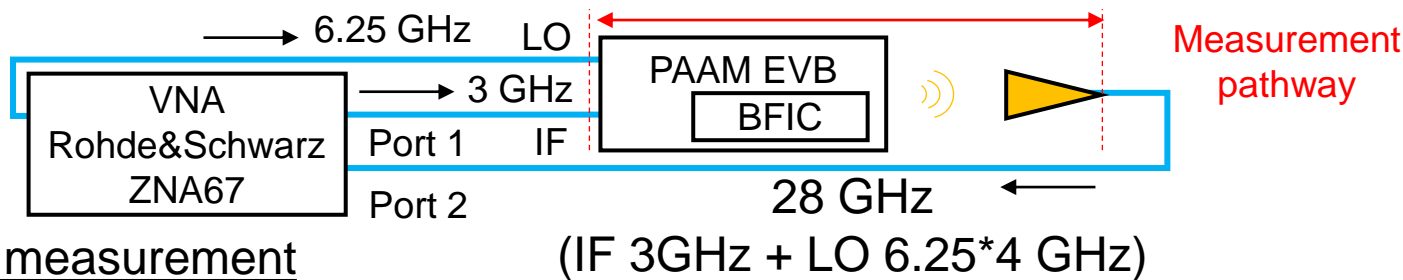 6.25 GHz LO
VNA
Rohde&Schwarz
ZNA67
3 GHz
Port 1 IF
Port 2
PAAM EVB
BFIC
Measurement
pathway
28 GHz
(IF 3GHz + LO 6.25*4 GHz)
measurement